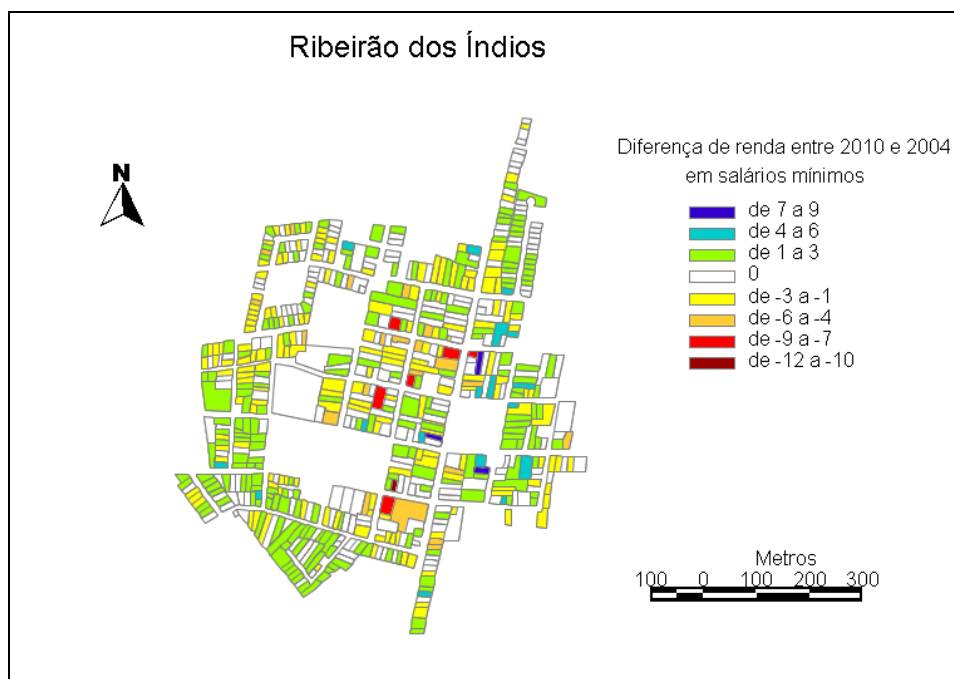 Ribeirão dos Índios
Diferença de renda entre 2010 e 2004
em salários mínimos
N
de 7 a 9
de 4 a 6
de 1 a 3
0
de -3 a -1
de -6 a -4
de -9 a -7
de -12 a -10
Metros
100 0 100 200 300